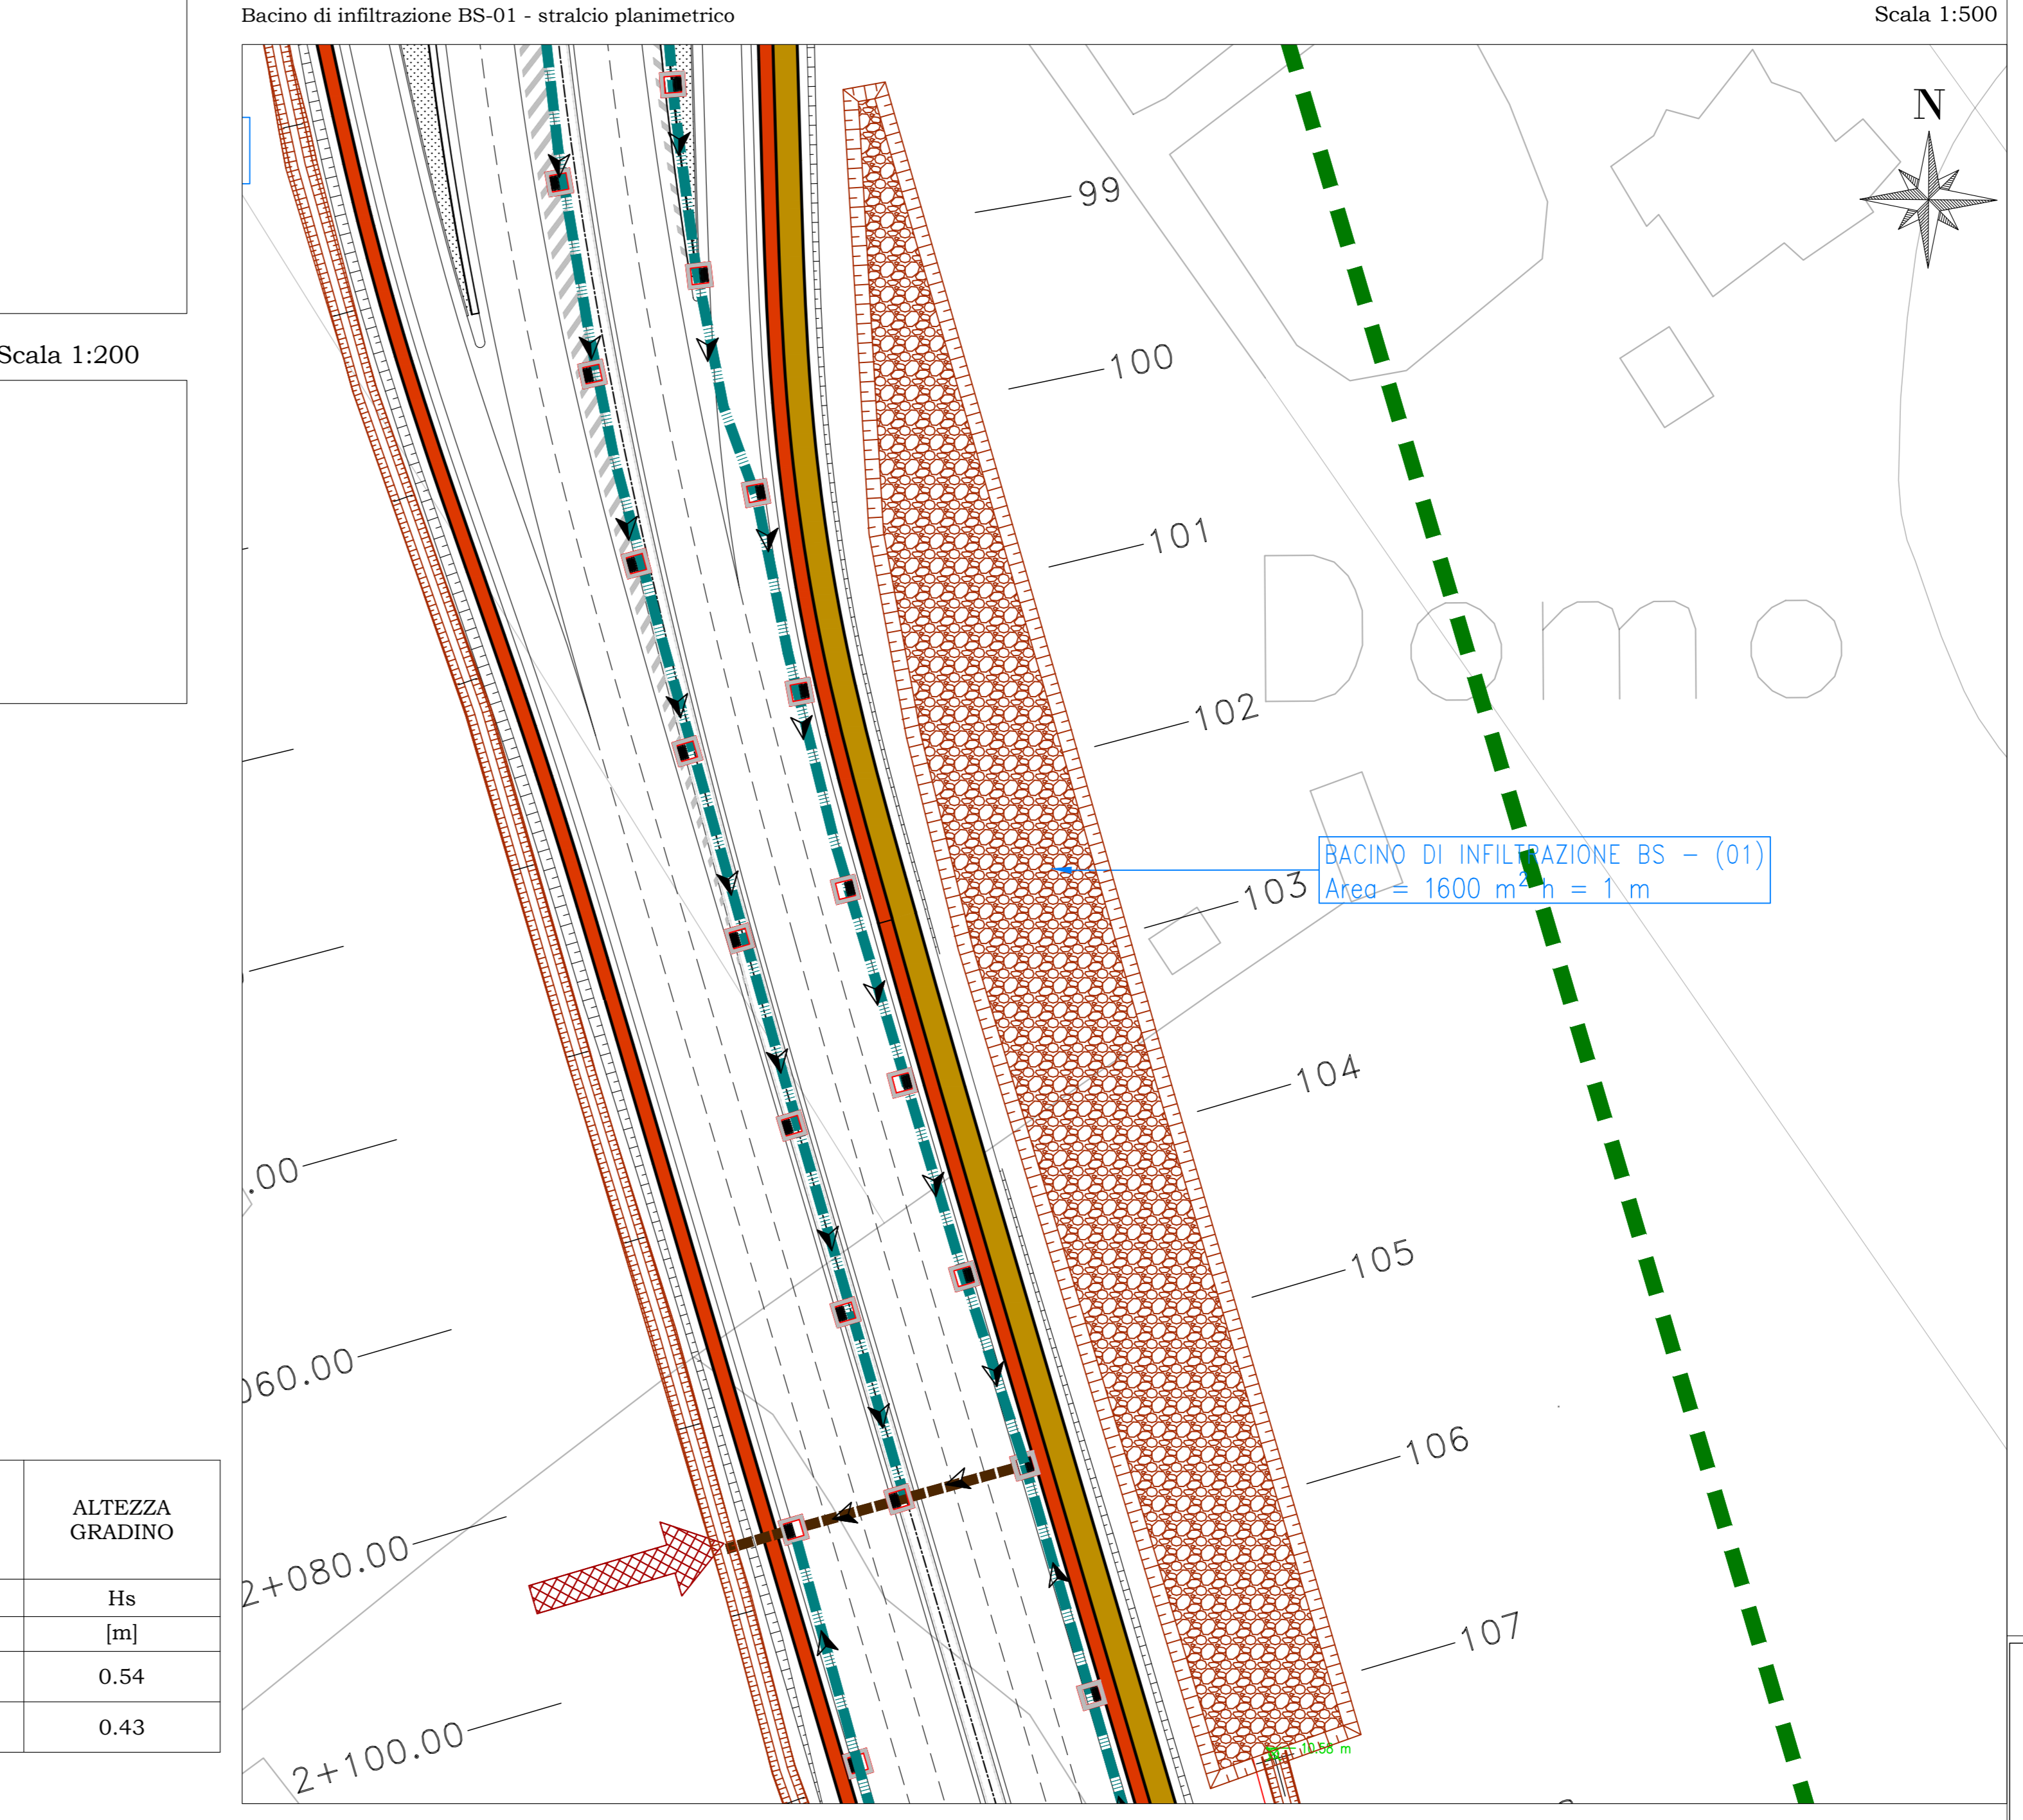 Bacino di infiltrazione BS-01 - stralcio planimetrico
Scala 1:500
N
99
Scala 1:200
100
101
Domo
102
BACINO DI INFILTRAZIONE BS - (01)
Area = 1600 m² h = 1 m
103
104
.00
105
060.00
106
ALTEZZA
GRADINO
2+080.00
Hs
[m]
107
0.54
0.43
2+100.00
10.58 m